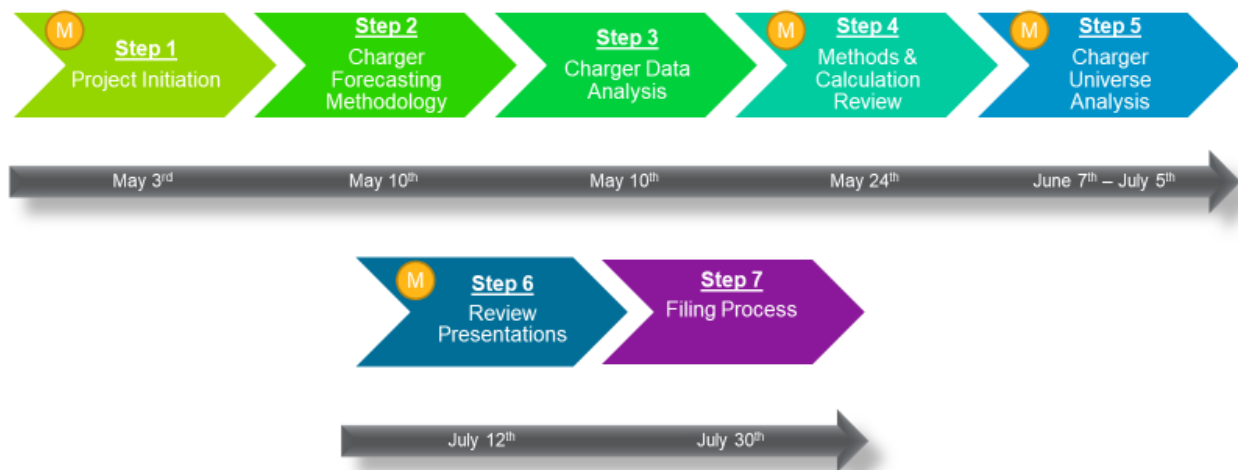 M
Step 1
Project Initiation
Step 2
Charger
Forecasting
Methodology
Step 3
Charger Data
Analysis
M
Step 4
Methods &
Calculation
Review
M
Step 5
Charger
Universe
Analysis
May 3rd
May 10th
May 10th
May 24th
June 7th – July 5th
M
Step 6
Review
Presentations
Step 7
Filing Process
July 12th
July 30th